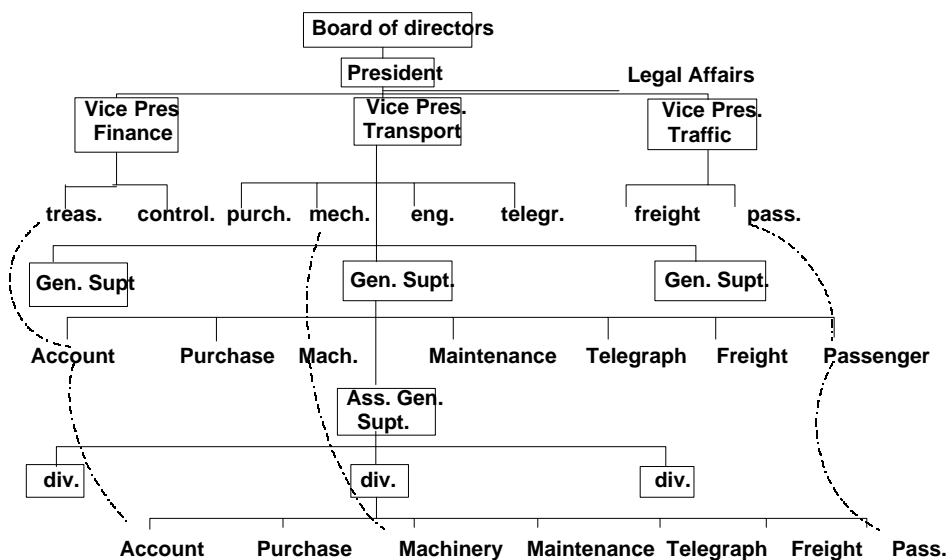 Board of directors
President
Legal Affairs
Vice Pres
Finance
Vice Pres.
Transport
Vice Pres.
Traffic
treas. control. purch. mech. eng. telegr. freight pass.
Gen. Supt Gen. Supt. Gen. Supt.
Account Purchase Mach. Maintenance Telegraph Freight Passenger
Ass. Gen.
Supt.
div. div. div.
Account Purchase Machinery Maintenance Telegraph Freight Pass.